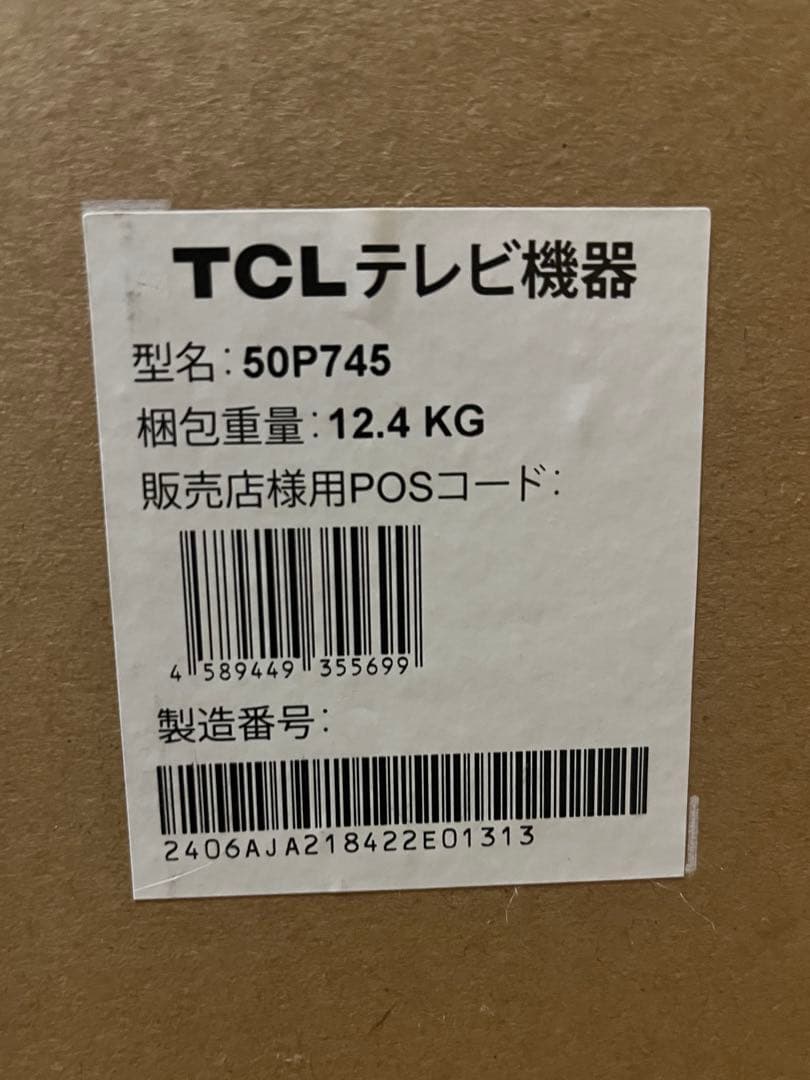 TCLテレビ機器
型名:50P745
梱包重量:12.4 KG
販売店様用POSコード:
4 589449 355699
製造番号:
2406AJA218422E01313